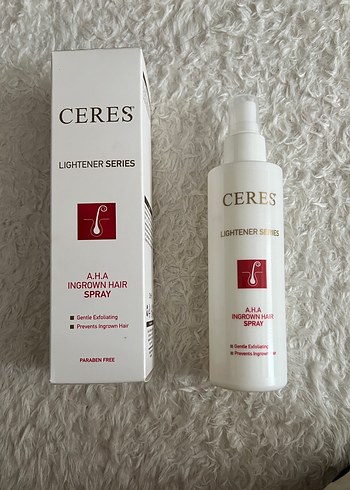 CERES
LIGHTENER SERIES
A.H.A
INGROWN HAIR
SPRAY
Gentle Exfoliating
Prevents Ingrown Hair
PARABEN FREE
CERES
LIGHTENER SERIES
A.H.A
INGROWN HAIR
SPRAY
Gentle Exfoliating
Prevents Ingrown